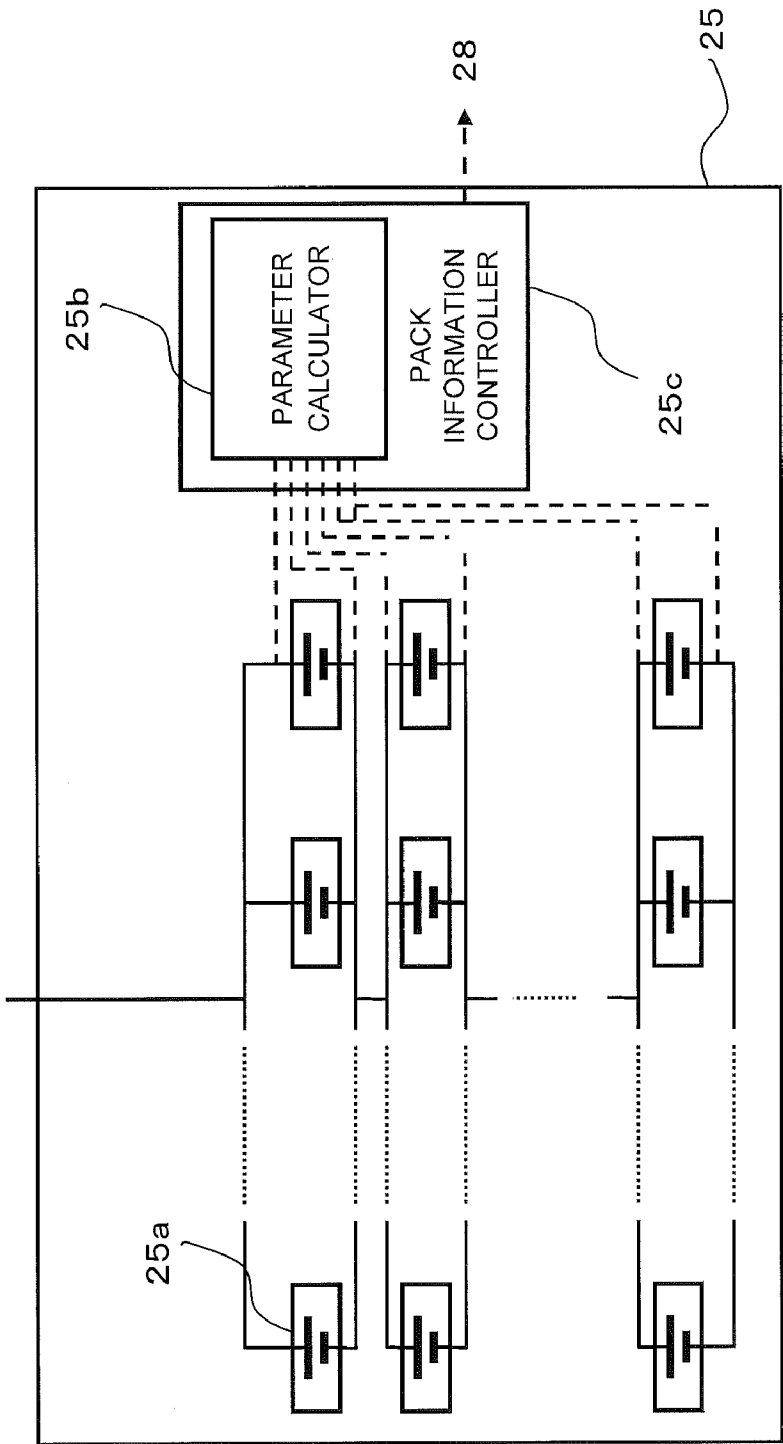 25b
PARAMETER
CALCULATOR
PACK
INFORMATION
CONTROLLER
25c
28
25
25a